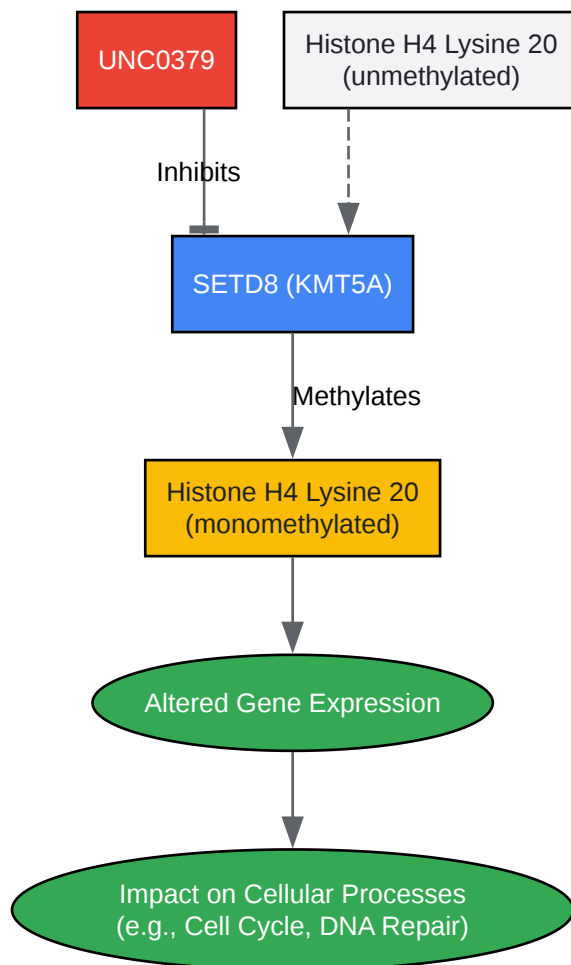 UNC0379
Histone H4 Lysine 20
(unmethylated)
Inhibits
SETD8 (KMT5A)
Methylates
Histone H4 Lysine 20
(monomethylated)
Altered Gene Expression
Impact on Cellular Processes
(e.g., Cell Cycle, DNA Repair)